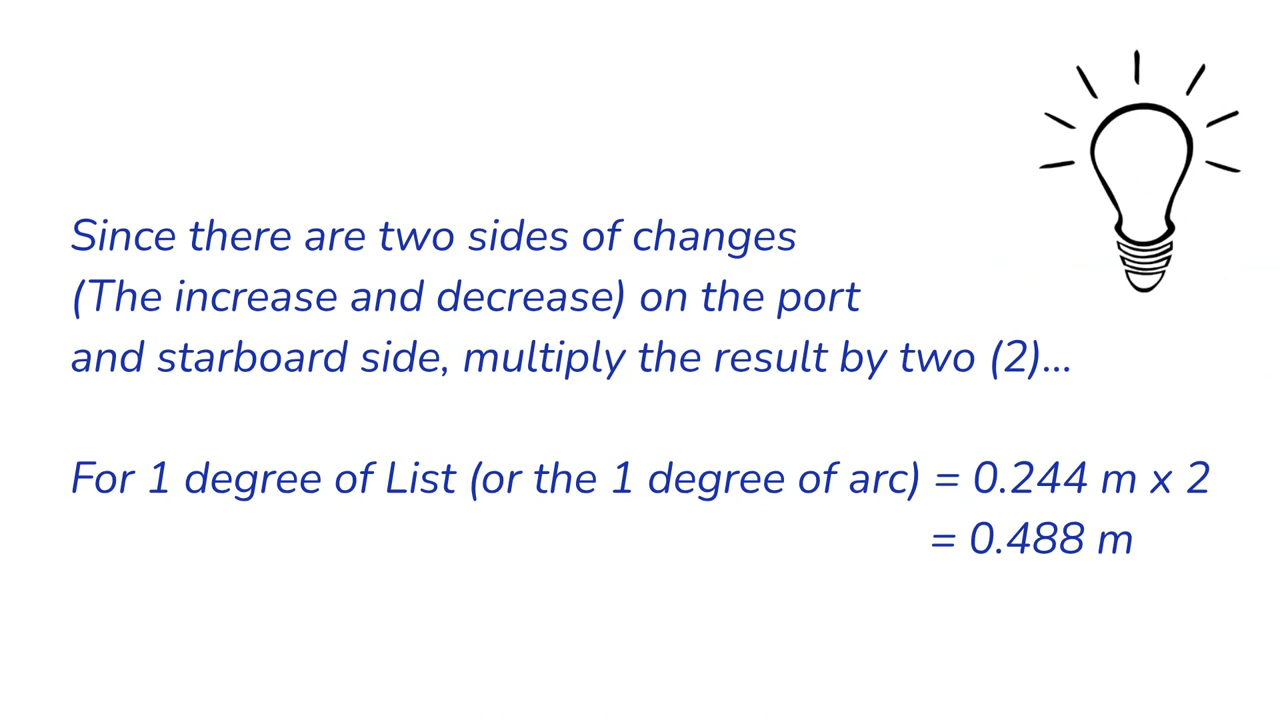 Since there are two sides of changes
(The increase and decrease) on the port
and starboard side, multiply the result by two (2)...
For 1 degree of List (or the 1 degree of arc) = 0.244 m x 2
= 0.488 m